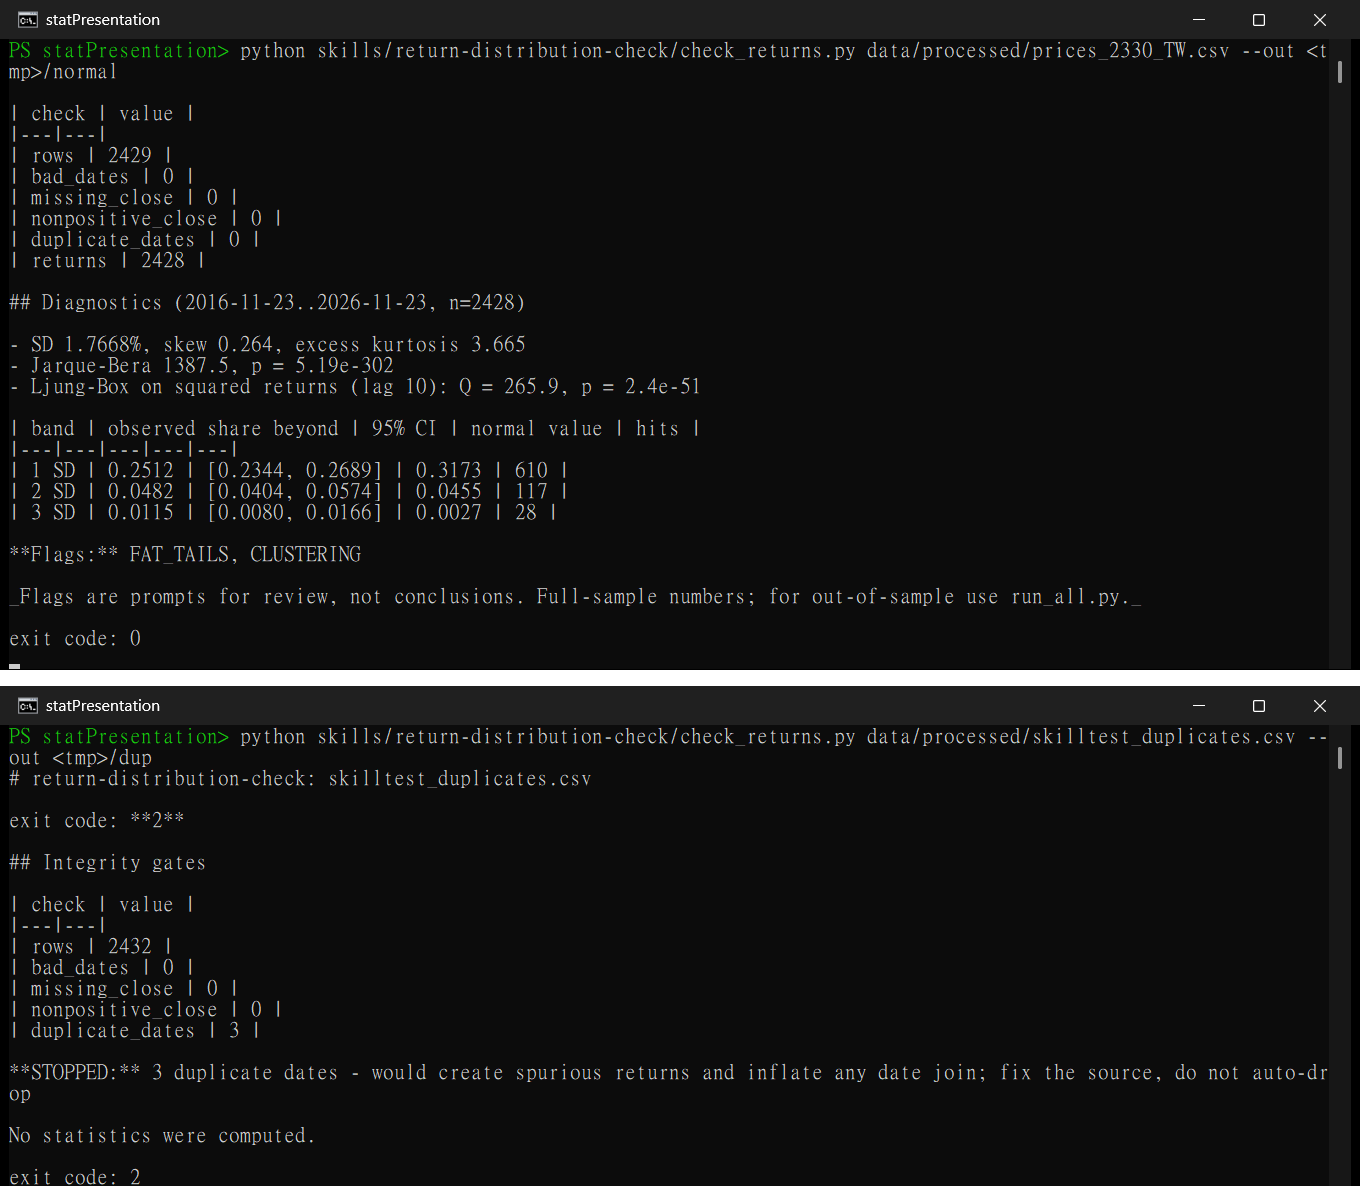 statPresentation
PS statPresentation> python skills/return-distribution-check/check_returns.py data/processed/prices_2330_TW.csv --out <t
mp>/normal
| check | value |
|---|---|
| rows | 2429 |
| bad_dates | 0 |
| missing_close | 0 |
| nonpositive_close | 0 |
| duplicate_dates | 0 |
| returns | 2428 |
## Diagnostics (2016-11-23..2026-11-23, n=2428)
- SD 1.7668%, skew 0.264, excess kurtosis 3.665
- Jarque-Bera 1387.5, p = 5.19e-302
- Ljung-Box on squared returns (lag 10): Q = 265.9, p = 2.4e-51
| band | observed share beyond | 95% CI | normal value | hits |
|---|---|---|---|---|
| 1 SD | 0.2512 | [0.2344, 0.2689] | 0.3173 | 610 |
| 2 SD | 0.0482 | [0.0404, 0.0574] | 0.0455 | 117 |
| 3 SD | 0.0115 | [0.0080, 0.0166] | 0.0027 | 28 |
**Flags:** FAT_TAILS, CLUSTERING
_Flags are prompts for review, not conclusions. Full-sample numbers; for out-of-sample use run_all.py._
exit code: 0
statPresentation
PS statPresentation> python skills/return-distribution-check/check_returns.py data/processed/skilltest_duplicates.csv --
out <tmp>/dup
# return-distribution-check: skilltest_duplicates.csv
exit code: **2**
## Integrity gates
| check | value |
|---|---|
| rows | 2432 |
| bad_dates | 0 |
| missing_close | 0 |
| nonpositive_close | 0 |
| duplicate_dates | 3 |
**STOPPED:** 3 duplicate dates - would create spurious returns and inflate any date join; fix the source, do not auto-dr
op
No statistics were computed.
exit code: 2